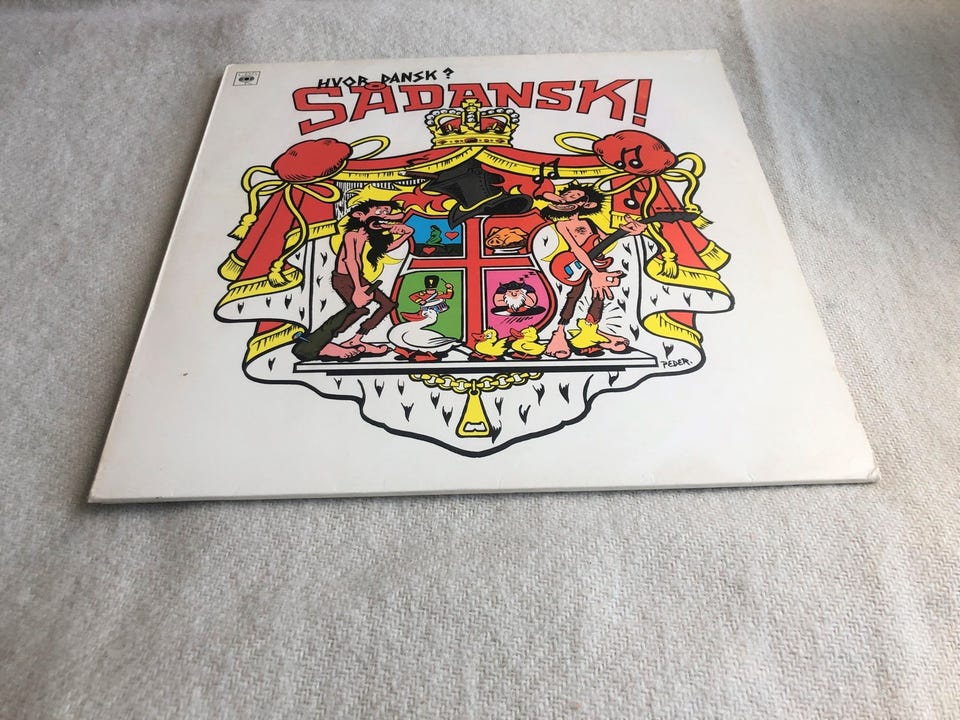 HVOR DANSK?
SÅDANSK!
PEDER.